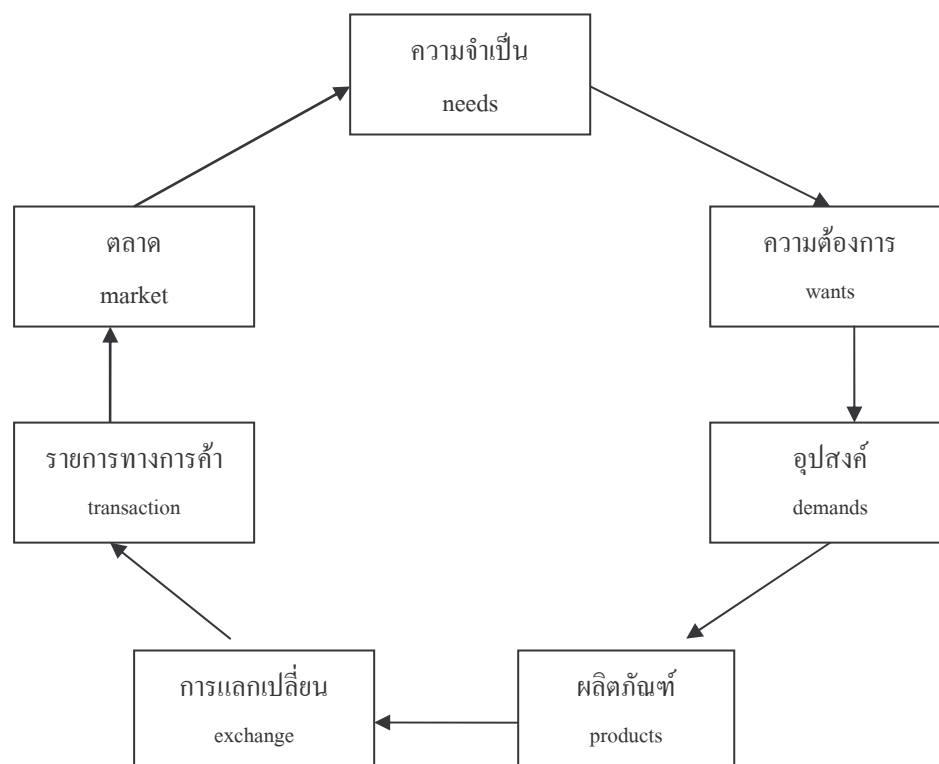 ความจำเป็น
needs
ตลาด
market
ความต้องการ
wants
รายการทางการค้า
transaction
อุปสงค์
demands
การแลกเปลี่ยน
exchange
ผลิตภัณฑ์
products